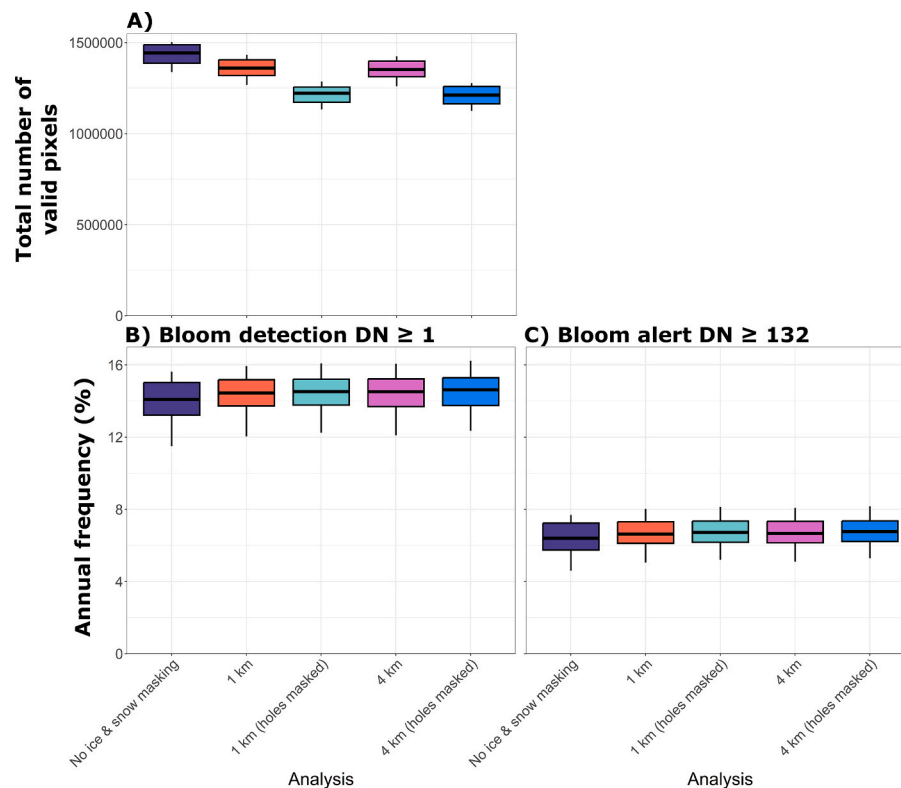 A)
Total number of
valid pixels
1500000
1000000
500000
0
B) Bloom detection DN ≥ 1
C) Bloom alert DN ≥ 132
Annual frequency (%)
16
12
8
4
0
No ice & snow masking
1 km
1 km (holes masked)
4 km
4 km (holes masked)
No ice & snow masking
1 km
1 km (holes masked)
4 km
4 km (holes masked)
Analysis
Analysis